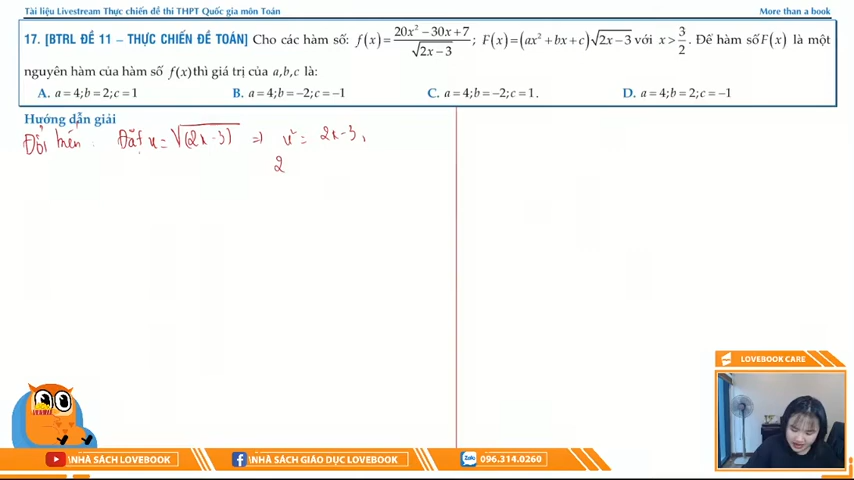 Tài liệu Livestream Thực chiến đề thi THPT Quốc gia môn Toán
More than a book
17. [BTRL ĐỀ 11 – THỰC CHIẾN ĐỀ TOÁN] Cho các hàm số: f(x)=(20x²−30x+7)/√(2x−3); F(x)=(ax²+bx+c)√(2x−3) với x>3/2. Để hàm số F(x) là một
nguyên hàm của hàm số f(x) thì giá trị của a,b,c là:
A. a=4;b=2;c=1 B. a=4;b=−2;c=−1 C. a=4;b=−2;c=1. D. a=4;b=2;c=−1
Hướng dẫn giải
Đổi biến: Đặt u=√(2x-3) => u²= 2x-3,
2
LOVEBOOK CARE
NHÀ SÁCH LOVEBOOK
NHÀ SÁCH GIÁO DỤC LOVEBOOK
Zalo
096.314.0260